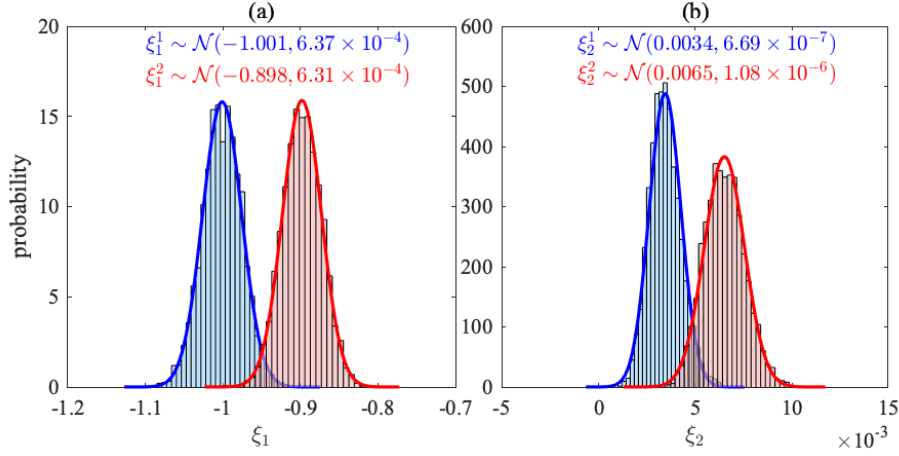 (a)
ξ₁¹ ∼ 𝒩(−1.001, 6.37 × 10⁻⁴)
ξ₁² ∼ 𝒩(−0.898, 6.31 × 10⁻⁴)
20
15
10
5
0
probability
-1.2
-1.1
-1
-0.9
-0.8
-0.7
ξ₁
(b)
ξ₂¹ ∼ 𝒩(0.0034, 6.69 × 10⁻⁷)
ξ₂² ∼ 𝒩(0.0065, 1.08 × 10⁻⁶)
600
500
400
300
200
100
0
-5
0
5
10
15
ξ₂
×10⁻³